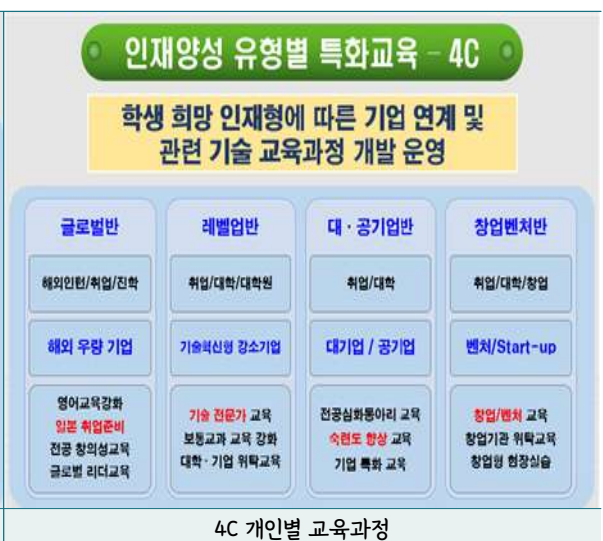 인재양성 유형별 특화교육 - 4C
학생 희망 인재형에 따른 기업 연계 및
관련 기술 교육과정 개발 운영
글로벌반
해외인턴/취업/진학
해외 우량 기업
영어교육강화
일본 취업준비
전공 창의성교육
글로벌 리더교육
레벨업반
취업/대학/대학원
기술혁신형 강소기업
기술 전문가 교육
보통교과 교육 강화
대학·기업 위탁교육
대·공기업반
취업/대학
대기업 / 공기업
전공심화동아리 교육
숙련도 향상 교육
기업 특화 교육
창업벤처반
취업/대학/창업
벤처/Start-up
창업/벤처 교육
창업기관 위탁교육
창업형 현장실습
4C 개인별 교육과정